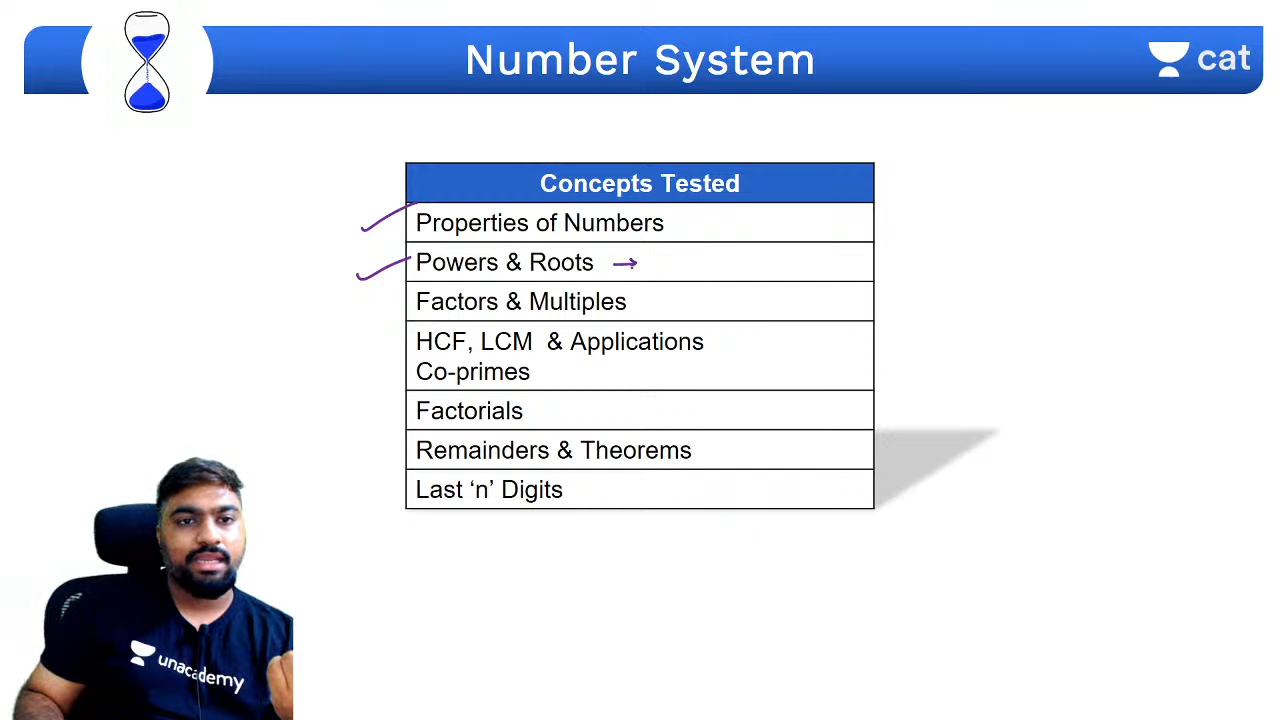 Number System
cat
Concepts Tested
Properties of Numbers
Powers & Roots →
Factors & Multiples
HCF, LCM & Applications
Co-primes
Factorials
Remainders & Theorems
Last ‘n’ Digits
unacademy